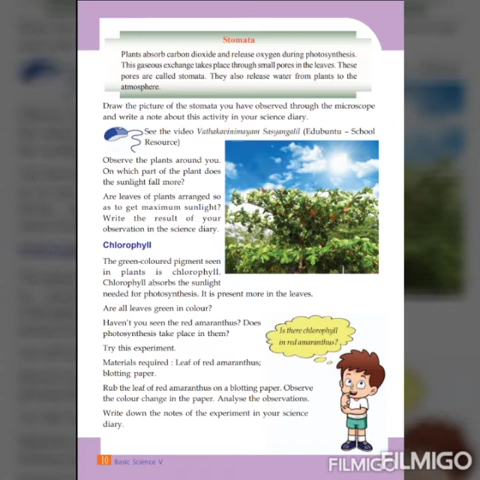 Stomata
Plants absorb carbon dioxide and release oxygen during photosynthesis.
This gaseous exchange takes place through small pores in the leaves. These
pores are called stomata. They also release water from plants to the
atmosphere.
Draw the picture of the stomata you have observed through the microscope
and write a note about this activity in your science diary.
See the video Vathakavinimayam Sasyangalil (Edubuntu – School
Resource)
Observe the plants around you.
On which part of the plant does
the sunlight fall more?
Are leaves of plants arranged so
as to get maximum sunlight?
Write the result of your
observation in the science diary.
Chlorophyll
The green-coloured pigment seen
in plants is chlorophyll.
Chlorophyll absorbs the sunlight
needed for photosynthesis. It is present more in the leaves.
Are all leaves green in colour?
Haven't you seen the red amaranthus? Does
photosynthesis take place in them?
Try this experiment.
Materials required : Leaf of red amaranthus;
blotting paper.
Rub the leaf of red amaranthus on a blotting paper. Observe
the colour change in the paper. Analyse the observations.
Write down the notes of the experiment in your science
diary.
Is there chlorophyll
in red amaranthus?
10 Basic Science V
FILMIGO
FILMIGO